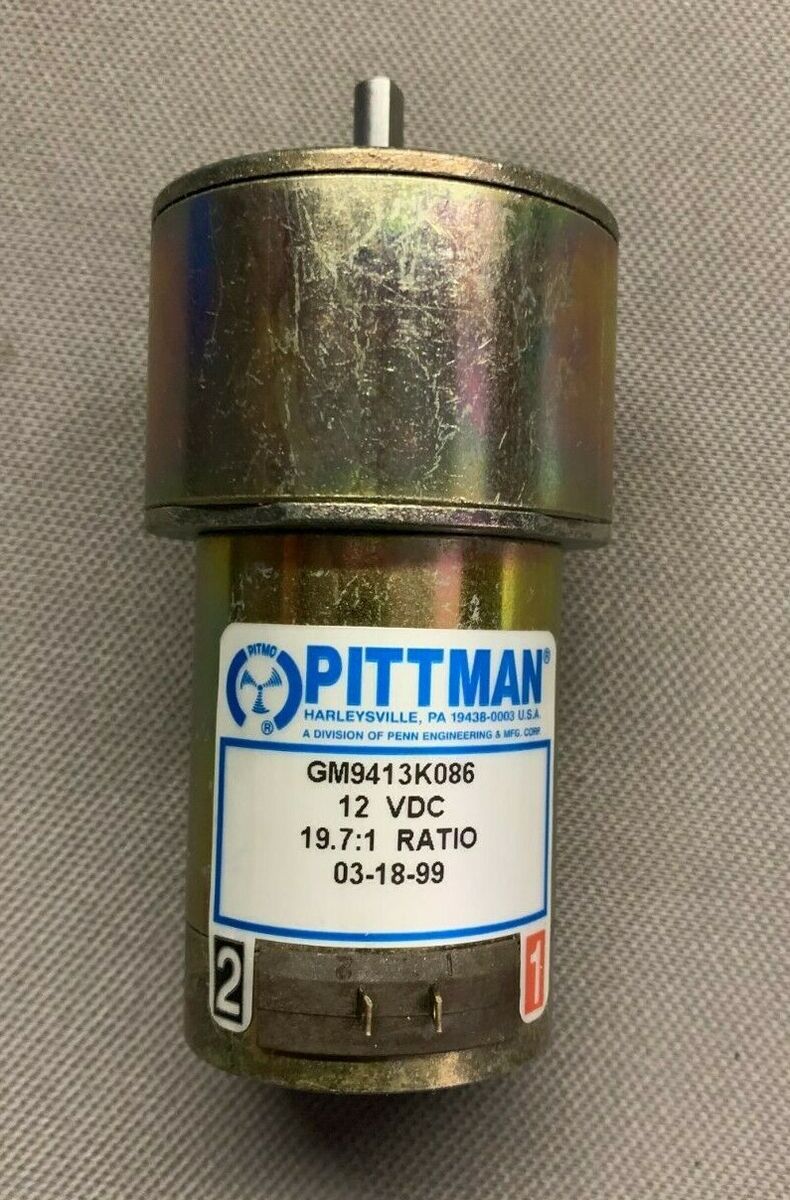 PITMO
PITTMAN®
®
HARLEYSVILLE, PA 19438-0003 U.S.A.
A DIVISION OF PENN ENGINEERING & MFG. CORP.
GM9413K086
12 VDC
19.7:1 RATIO
03-18-99
2 1